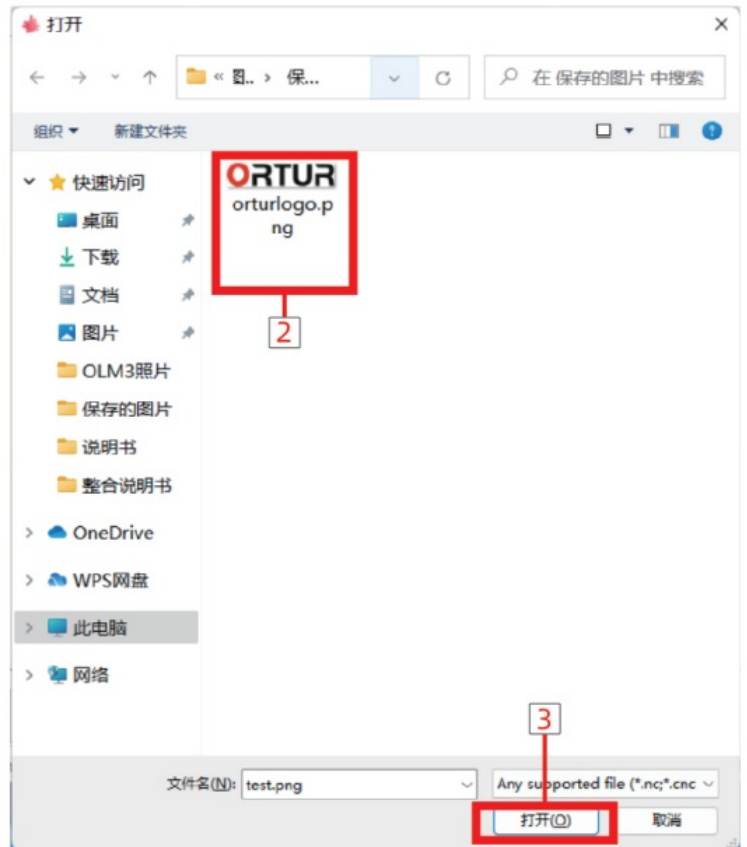 打开
« 图.. › 保...
在 保存的图片 中搜索
组织
新建文件夹
快速访问
桌面
下载
文档
图片
OLM3照片
保存的图片
说明书
整合说明书
OneDrive
WPS网盘
此电脑
网络
ORTUR
orturlogo.p
ng
2
3
文件名(N): test.png
Any supported file (*.nc;*.cnc
打开(O)
取消